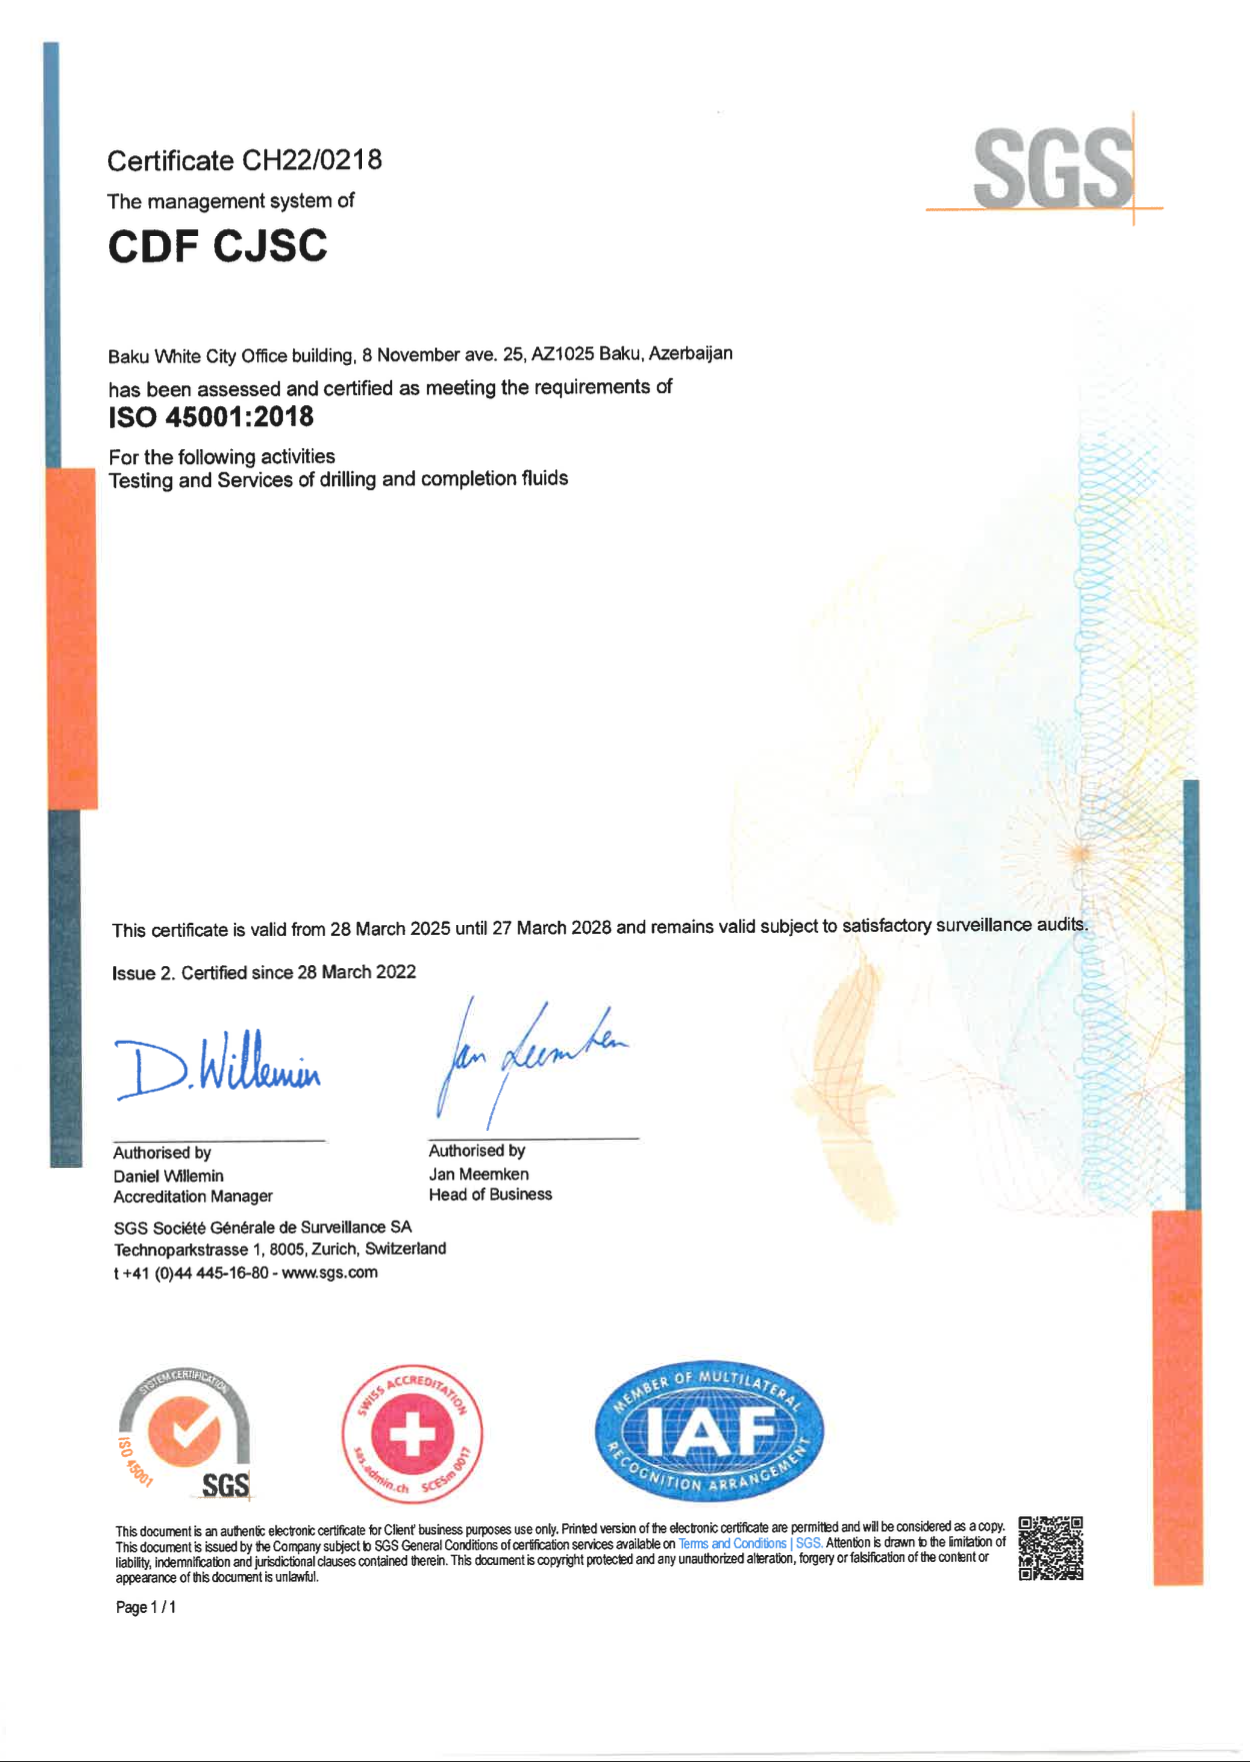 SGS
Certificate CH22/0218
The management system of
CDF CJSC
Baku White City Office building, 8 November ave. 25, AZ1025 Baku, Azerbaijan
has been assessed and certified as meeting the requirements of
ISO 45001:2018
For the following activities
Testing and Services of drilling and completion fluids
This certificate is valid from 28 March 2025 until 27 March 2028 and remains valid subject to satisfactory surveillance audits.
Issue 2. Certified since 28 March 2022
D. Willemin
Jan Meemken
Authorised by
Daniel Willemin
Accreditation Manager
Authorised by
Jan Meemken
Head of Business
SGS Société Générale de Surveillance SA
Technoparkstrasse 1, 8005, Zurich, Switzerland
t +41 (0)44 445-16-80 - www.sgs.com
SYSTEM CERTIFICATION
ISO 45001
SGS
SWISS ACCREDITATION
sas.admin.ch SCESm 0017
MEMBER OF MULTILATERAL
IAF
RECOGNITION ARRANGEMENT
This document is an authentic electronic certificate for Client' business purposes use only. Printed version of the electronic certificate are permitted and will be considered as a copy.
This document is issued by the Company subject to SGS General Conditions of certification services available on Terms and Conditions | SGS. Attention is drawn to the limitation of
liability, indemnification and jurisdictional clauses contained therein. This document is copyright protected and any unauthorized alteration, forgery or falsification of the content or
appearance of this document is unlawful.
Page 1 / 1